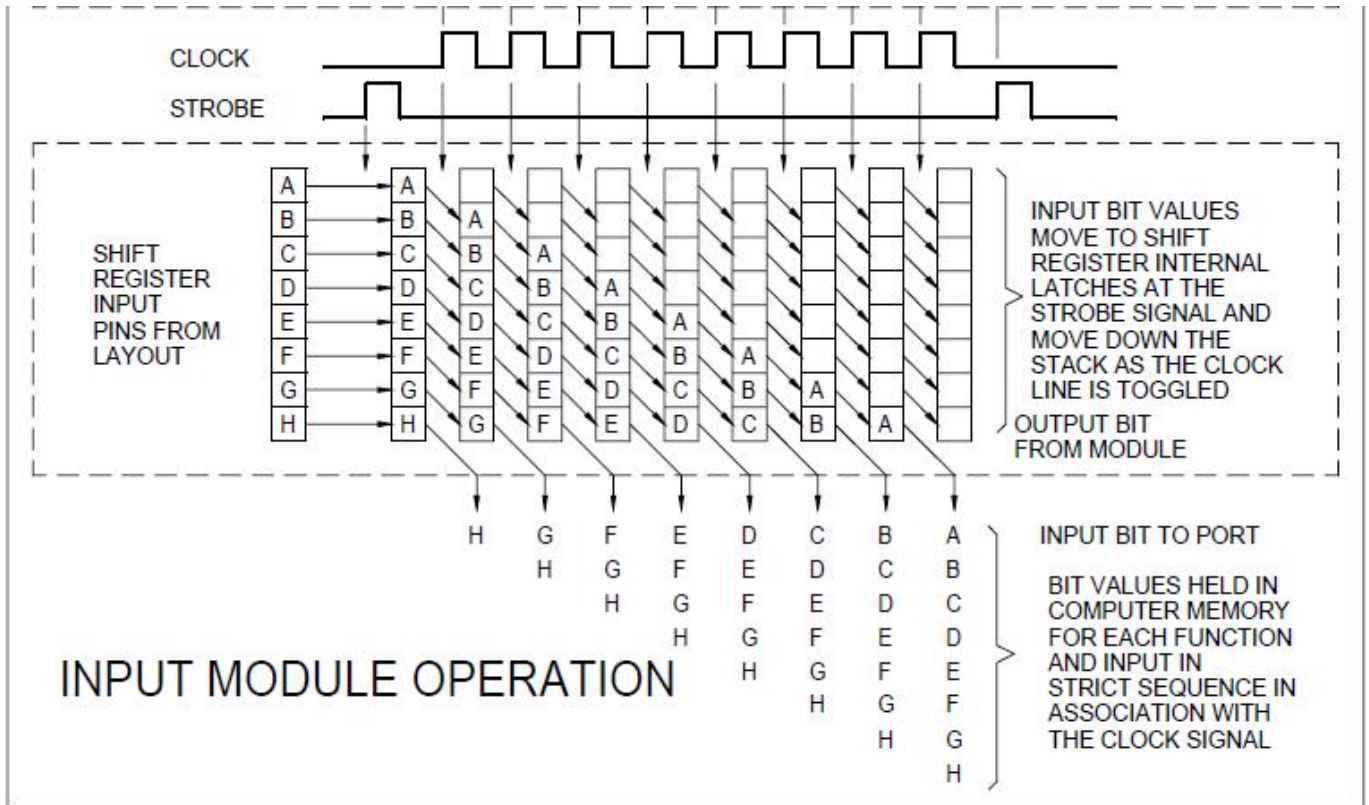 CLOCK
STROBE
SHIFT
REGISTER
INPUT
PINS FROM
LAYOUT
A A
B B A
C C B A
D D C B A
E E D C B A
F F E D C B A
G G F E D C B A
H H G F E D C B A
INPUT BIT VALUES
MOVE TO SHIFT
REGISTER INTERNAL
LATCHES AT THE
STROBE SIGNAL AND
MOVE DOWN THE
STACK AS THE CLOCK
LINE IS TOGGLED
OUTPUT BIT
FROM MODULE
H G F E D C B A
H G F E D C B
H G F E D C
H G F E D
H G F E
H G F
H G
H
INPUT BIT TO PORT
BIT VALUES HELD IN
COMPUTER MEMORY
FOR EACH FUNCTION
AND INPUT IN
STRICT SEQUENCE IN
ASSOCIATION WITH
THE CLOCK SIGNAL
INPUT MODULE OPERATION